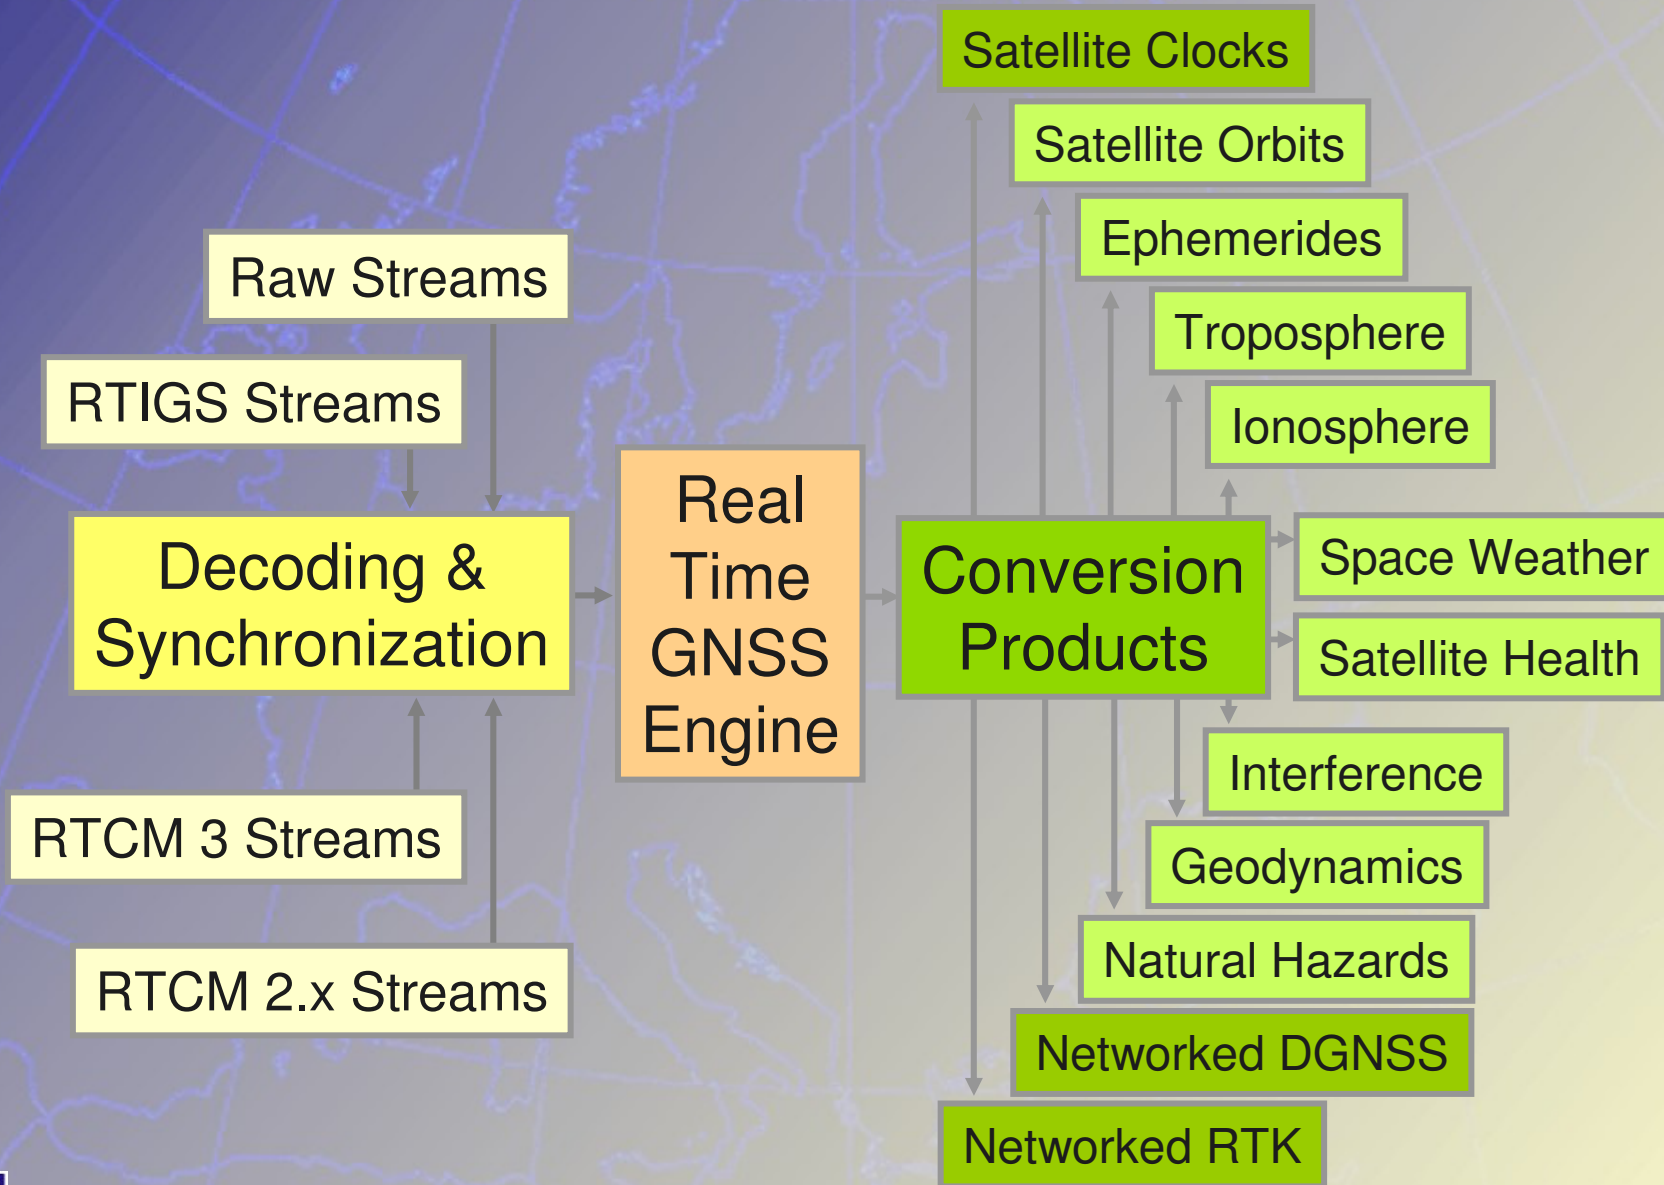 Satellite Clocks
Satellite Orbits
Ephemerides
Troposphere
Ionosphere
Raw Streams
RTIGS Streams
Decoding &
Synchronization
RTCM 3 Streams
RTCM 2.x Streams
Real
Time
GNSS
Engine
Conversion
Products
Space Weather
Satellite Health
Interference
Geodynamics
Natural Hazards
Networked DGNSS
Networked RTK